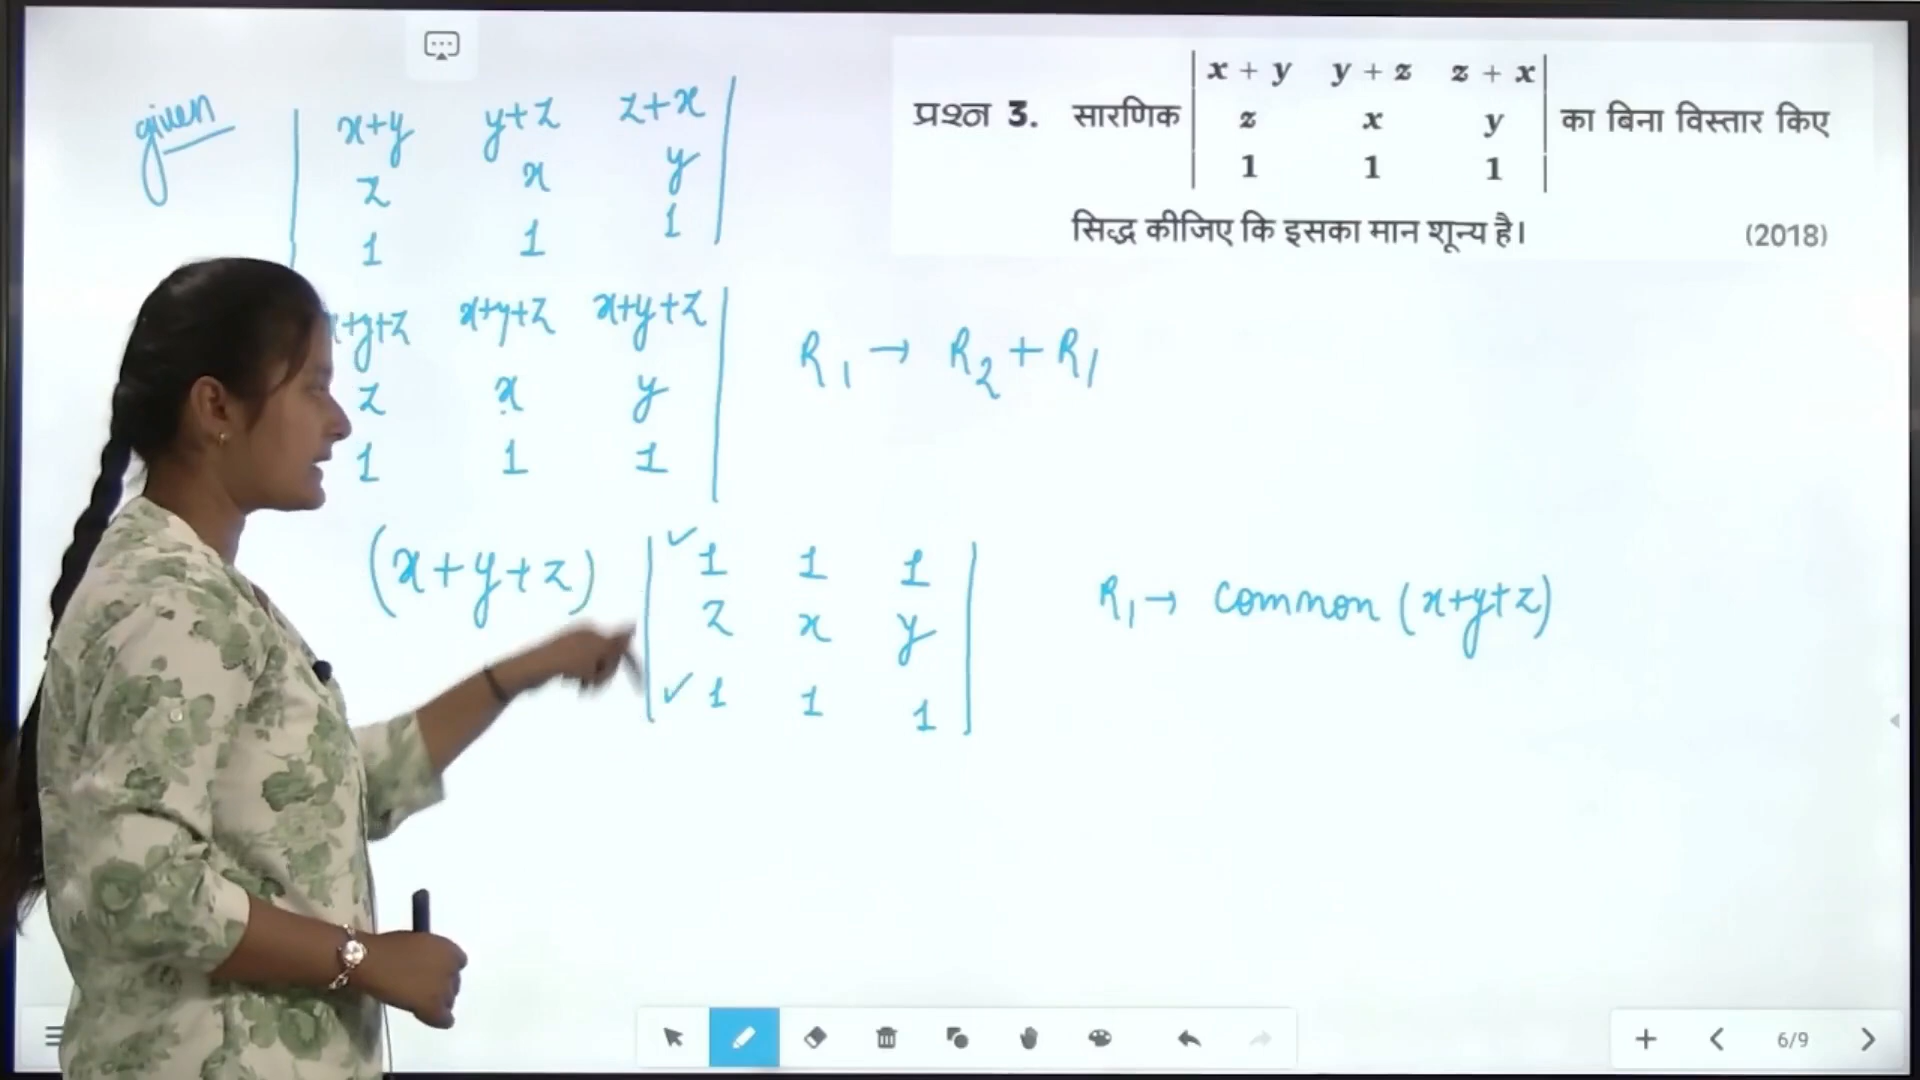 given
x+y y+z z+x
z x y
1 1 1
प्रश्न 3. सारणिक
x + y y + z z + x
z x y
1 1 1
का बिना विस्तार किए
सिद्ध कीजिए कि इसका मान शून्य है। (2018)
+y+z x+y+z x+y+z
z x y
1 1 1
R₁ → R₂ + R₁
(x+y+z)
✓1 1 1
z x y
✓1 1 1
R₁ → common (x+y+z)
6/9